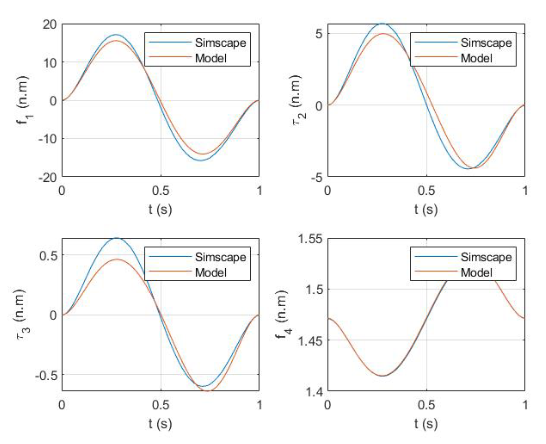 20
10
0
-10
-20
f1 (n.m)
0
0.5
1
t (s)
Simscape
Model
5
0
-5
τ2 (n.m)
0
0.5
1
t (s)
Simscape
Model
0.5
0
-0.5
τ3 (n.m)
0
0.5
1
t (s)
Simscape
Model
1.55
1.5
1.45
1.4
f4 (n.m)
0
0.5
1
t (s)
Simscape
Model